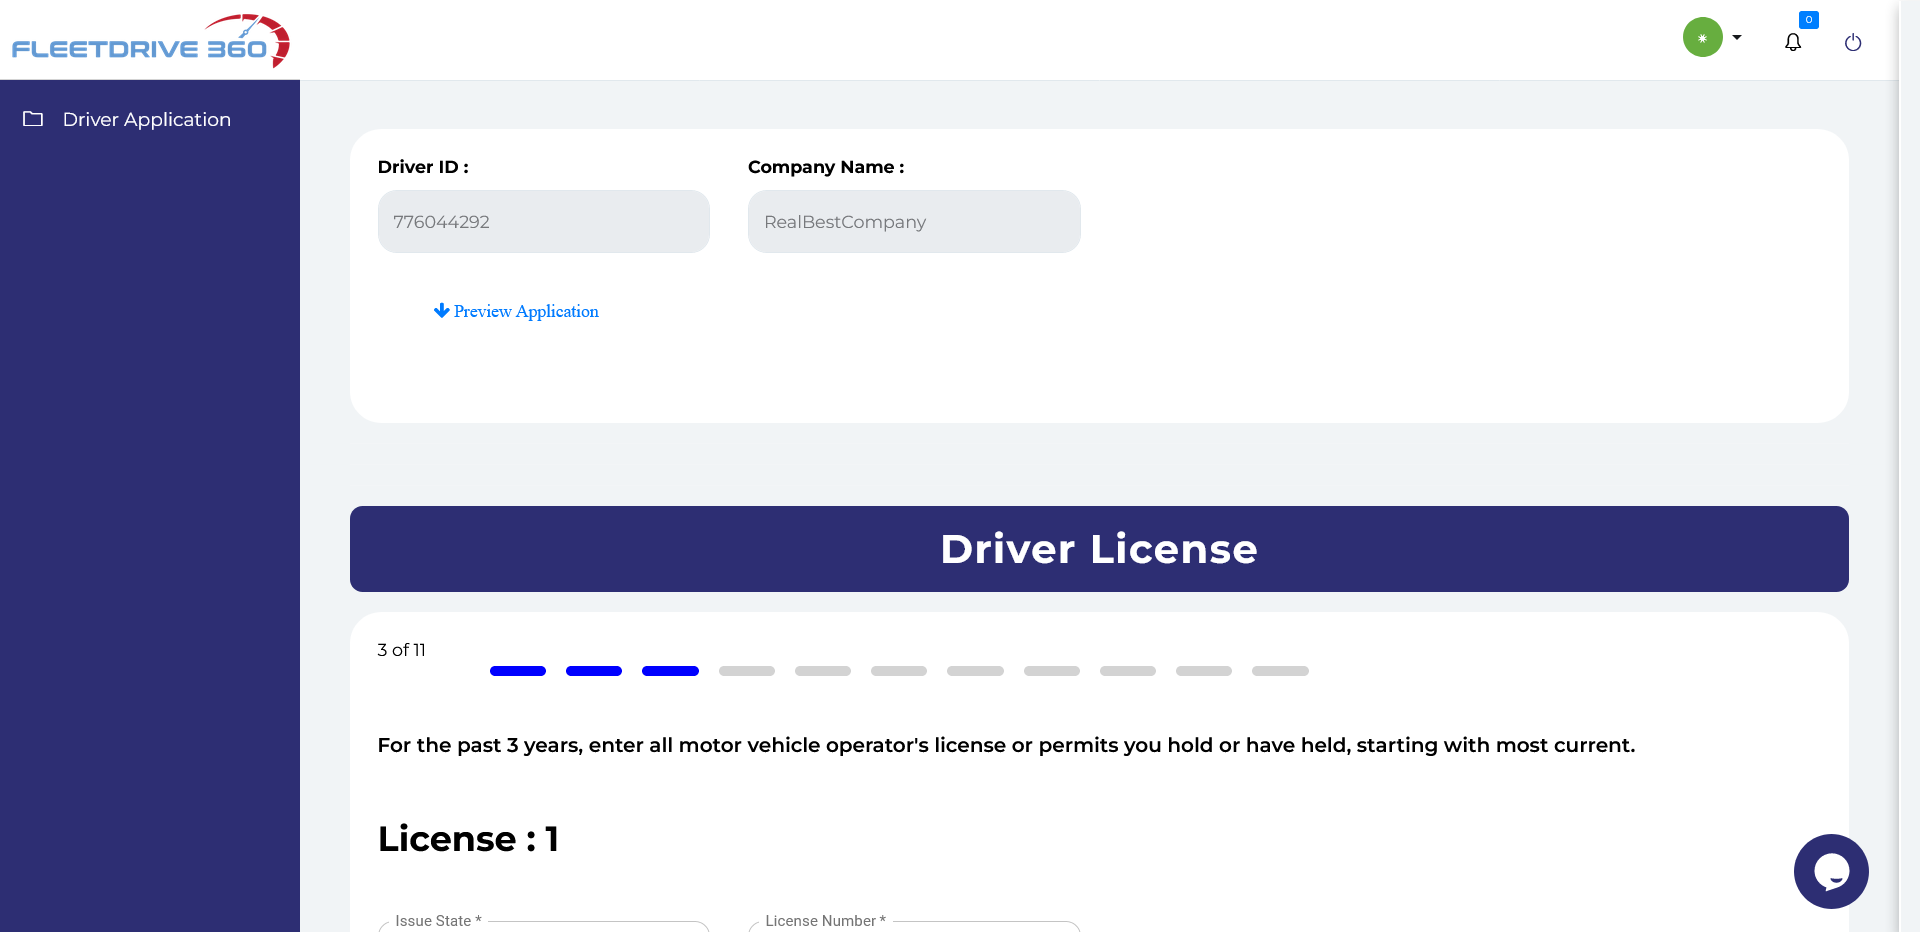 FLEETDRIVE 360
0
Driver Application
Driver ID :
Company Name :
776044292
RealBestCompany
Preview Application
Driver License
3 of 11
For the past 3 years, enter all motor vehicle operator's license or permits you hold or have held, starting with most current.
License : 1
Issue State *
License Number *